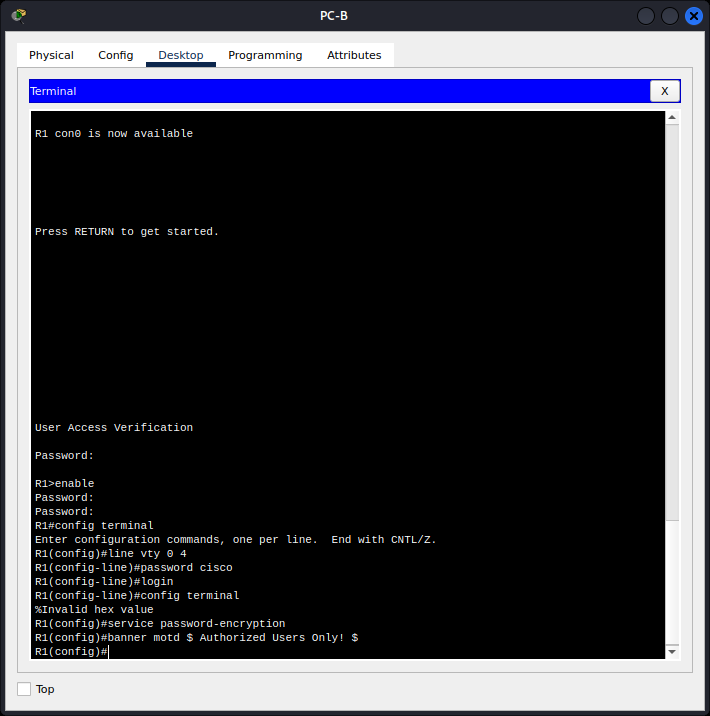 PC-B
Physical Config Desktop Programming Attributes
Terminal X
R1 con0 is now available
Press RETURN to get started.
User Access Verification
Password:
R1>enable
Password:
Password:
R1#config terminal
Enter configuration commands, one per line.  End with CNTL/Z.
R1(config)#line vty 0 4
R1(config-line)#password cisco
R1(config-line)#login
R1(config-line)#config terminal
%Invalid hex value
R1(config)#service password-encryption
R1(config)#banner motd $ Authorized Users Only! $
R1(config)#
Top